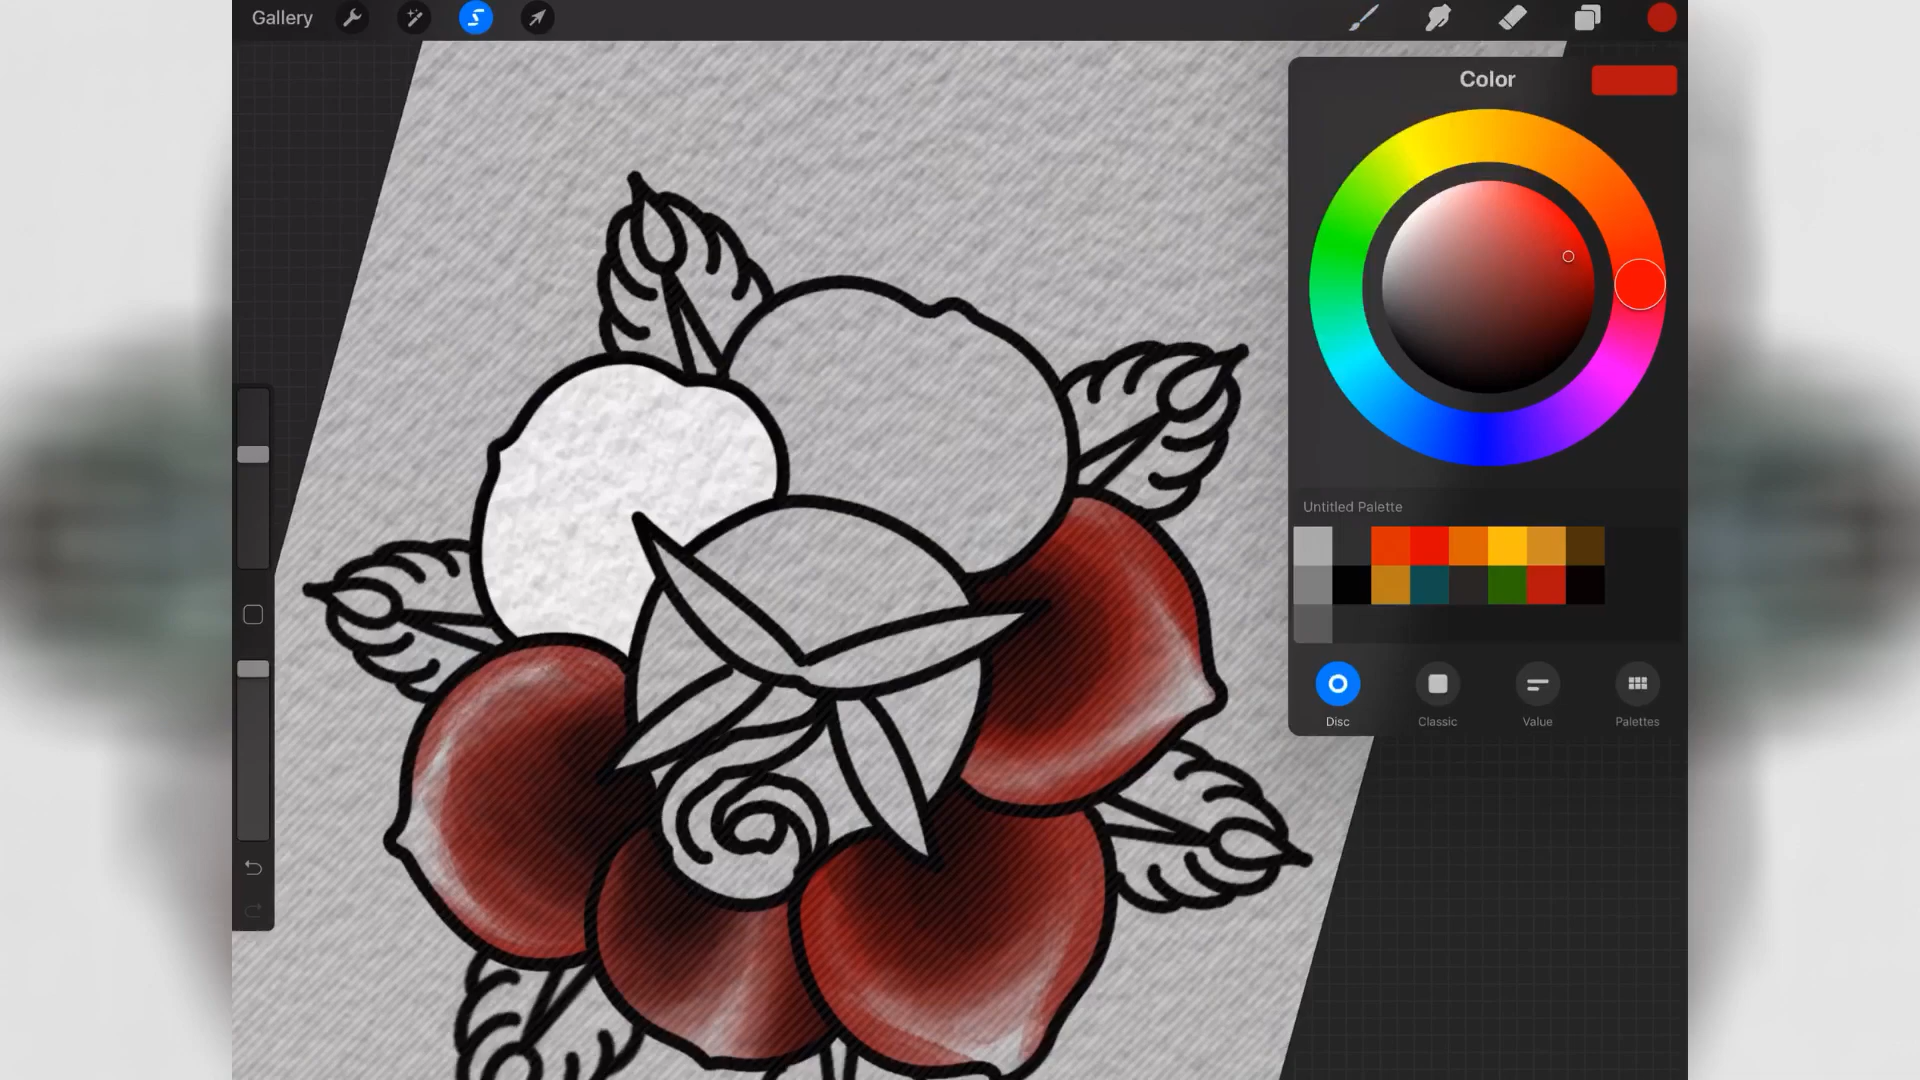 Gallery
Color
Untitled Palette
Disc
Classic
Value
Palettes